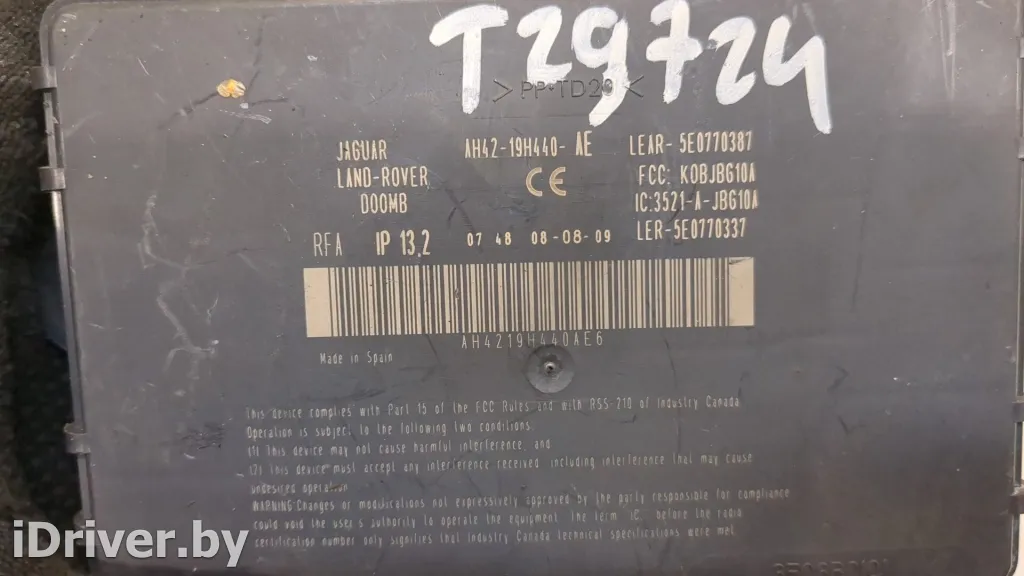 T29724
>PP-TD20<
JAGUAR AH42-19H440-AE LEAR-5E0770387
LAND-ROVER CE FCC: KOBJBG10A
DOOMB IC:3521-A-JBG10A
RFA IP 13.2 07 48 08-08-09 LER-5E0770337
AH4219H440AE6
Made in Spain
This device complies with Part 15 of the FCC Rules and with RSS-210 of Industry Canada.
Operation is subject to the following two conditions:
(1) This device may not cause harmful interference, and
(2) This device must accept any interference received, including interference that may cause
undesired operation
WARNING:Changes or modifications not expressively approved by the party responsible for compliance
could void the user's authority to operate the equipment. The term IC: before the radio
certification number only signifies that Industry Canada technical specifications were met
iDriver.by